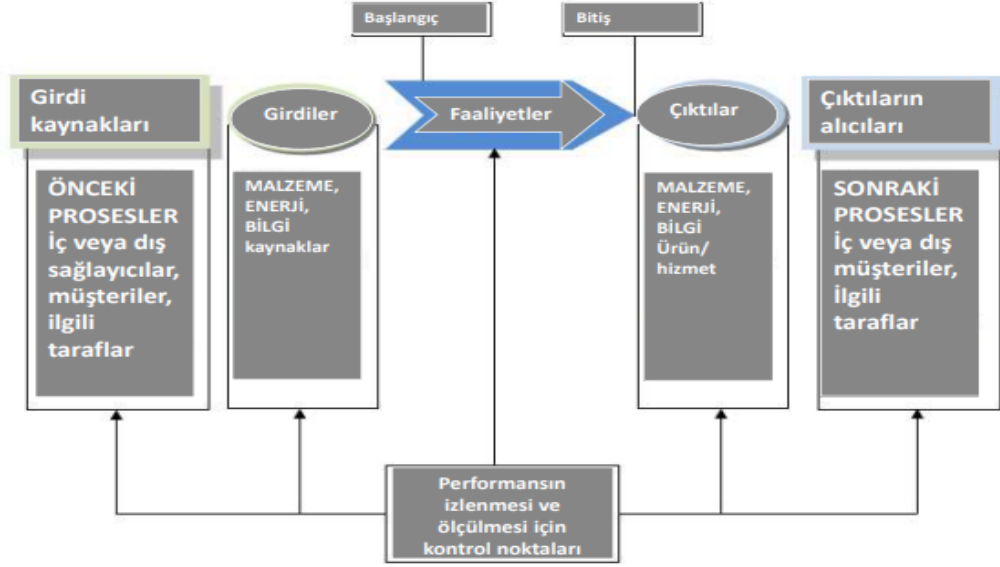 Başlangıç
Bitiş
Girdi
kaynakları
Girdiler
Faaliyetler
Çıktılar
Çıktıların
alıcıları
ÖNCEKİ
PROSESLER
İç veya dış
sağlayıcılar,
müşteriler,
ilgili
taraflar
MALZEME,
ENERJİ,
BİLGİ
kaynaklar
MALZEME,
ENERJİ,
BİLGİ
Ürün/
hizmet
SONRAKİ
PROSESLER
İç veya dış
müşteriler,
İlgili
taraflar
Performansın
izlenmesi ve
ölçülmesi için
kontrol noktaları